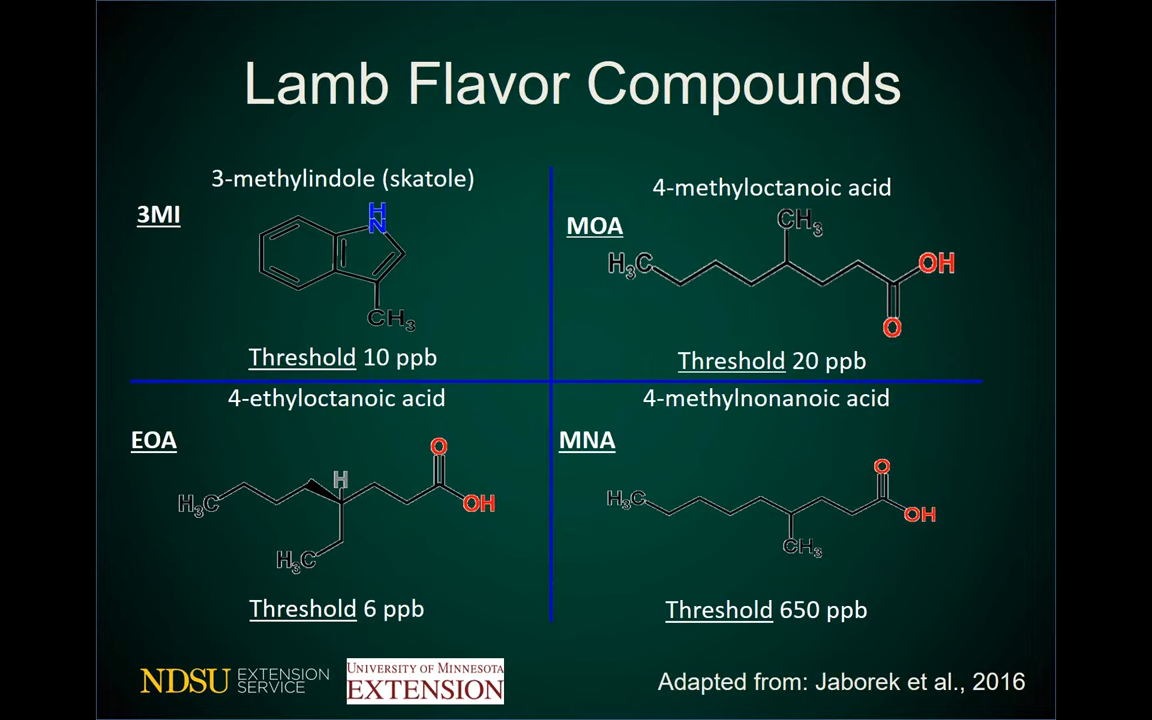 Lamb Flavor Compounds
3-methylindole (skatole)
3MI
H
N
CH3
Threshold 10 ppb
4-methyloctanoic acid
MOA
CH3
H3C
OH
O
Threshold 20 ppb
4-ethyloctanoic acid
EOA
O
H
H3C
OH
H3C
Threshold 6 ppb
4-methylnonanoic acid
MNA
O
H3C
OH
CH3
Threshold 650 ppb
NDSU EXTENSION
SERVICE
UNIVERSITY OF MINNESOTA
EXTENSION
Adapted from: Jaborek et al., 2016